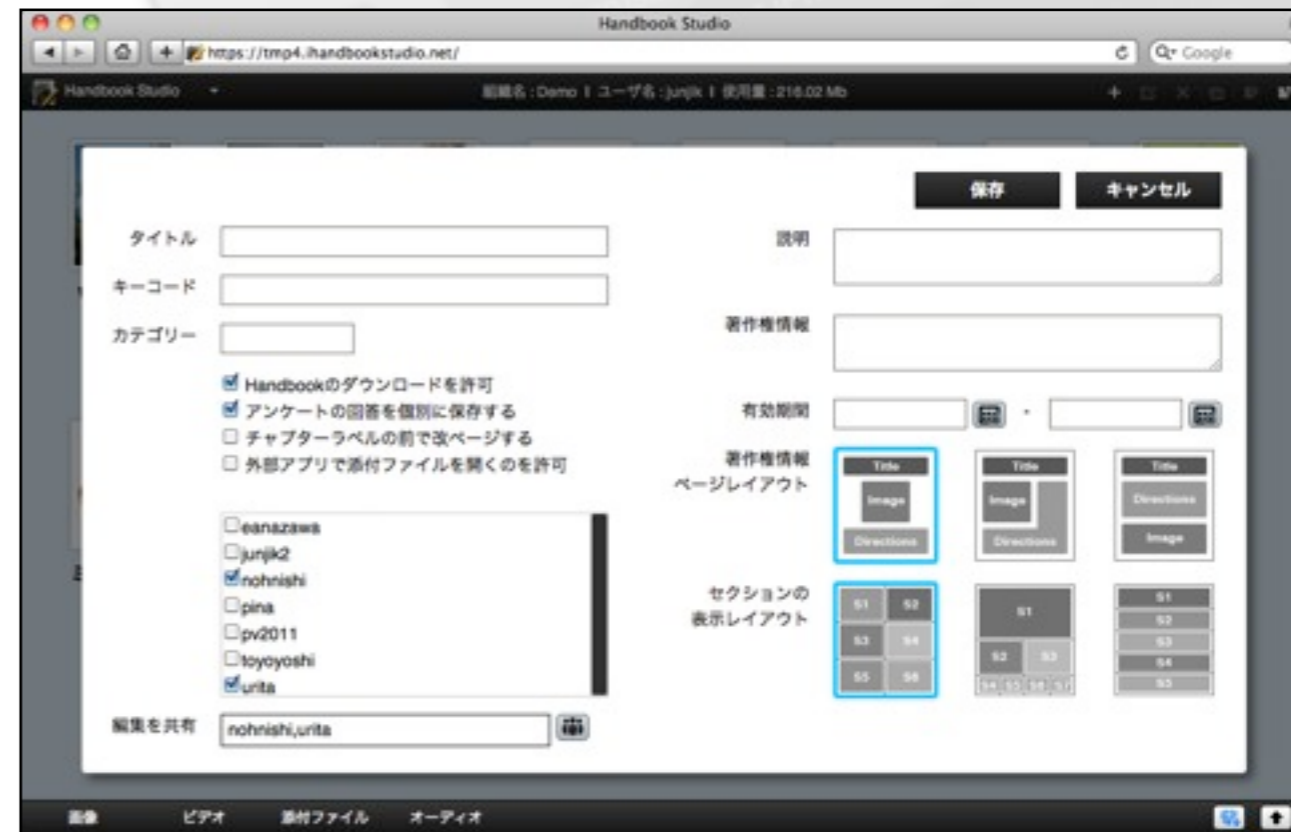 Handbook Studio
https://tmp4.ihandbookstudio.net/
Google
Handbook Studio
組織名 : Demo | ユーザ名 : junjik | 使用量 : 216.02 Mb
保存
キャンセル
タイトル
キーコード
カテゴリー
Handbookのダウンロードを許可
アンケートの回答を個別に保存する
チャプターラベルの前で改ページする
外部アプリで添付ファイルを開くのを許可
eanazawa
junjik2
nohnishi
pina
pv2011
toyoyoshi
urita
編集を共有
nohnishi,urita
説明
著作権情報
有効期間
-
著作権情報
ページレイアウト
Title
Image
Directions
Title
Image
Directions
Title
Directions
Image
セクションの
表示レイアウト
S1 S2
S3 S4
S5 S6
S1
S2 S3
S4 S5 S6 S7
S1
S2
S3
S4
画像
ビデオ
添付ファイル
オーディオ